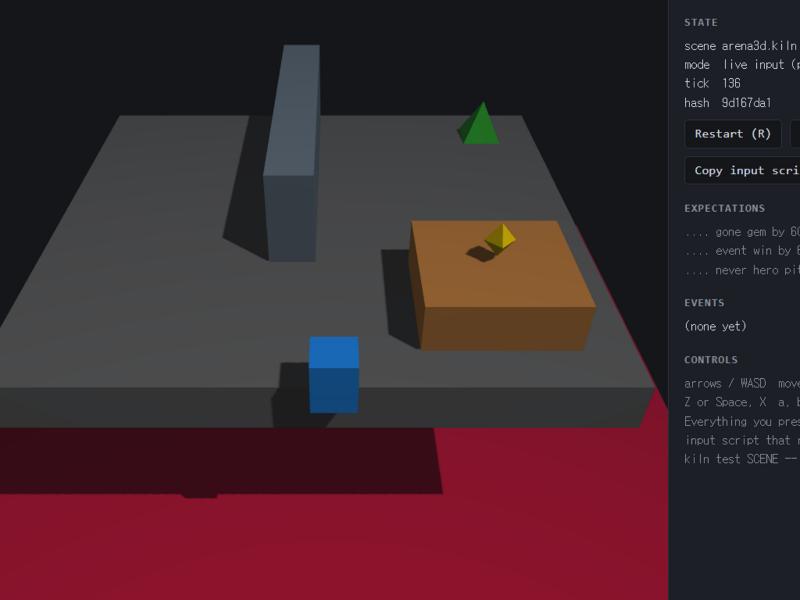 STATE
scene arena3d.kiln
mode live input (p
tick 136
hash 9d167da1
Restart (R)
Copy input scri
EXPECTATIONS
.... gone gem by 60
.... event win by 6
.... never hero pit
EVENTS
(none yet)
CONTROLS
arrows / WASD move
Z or Space, X a, b
Everything you pres
input script that r
kiln test SCENE --